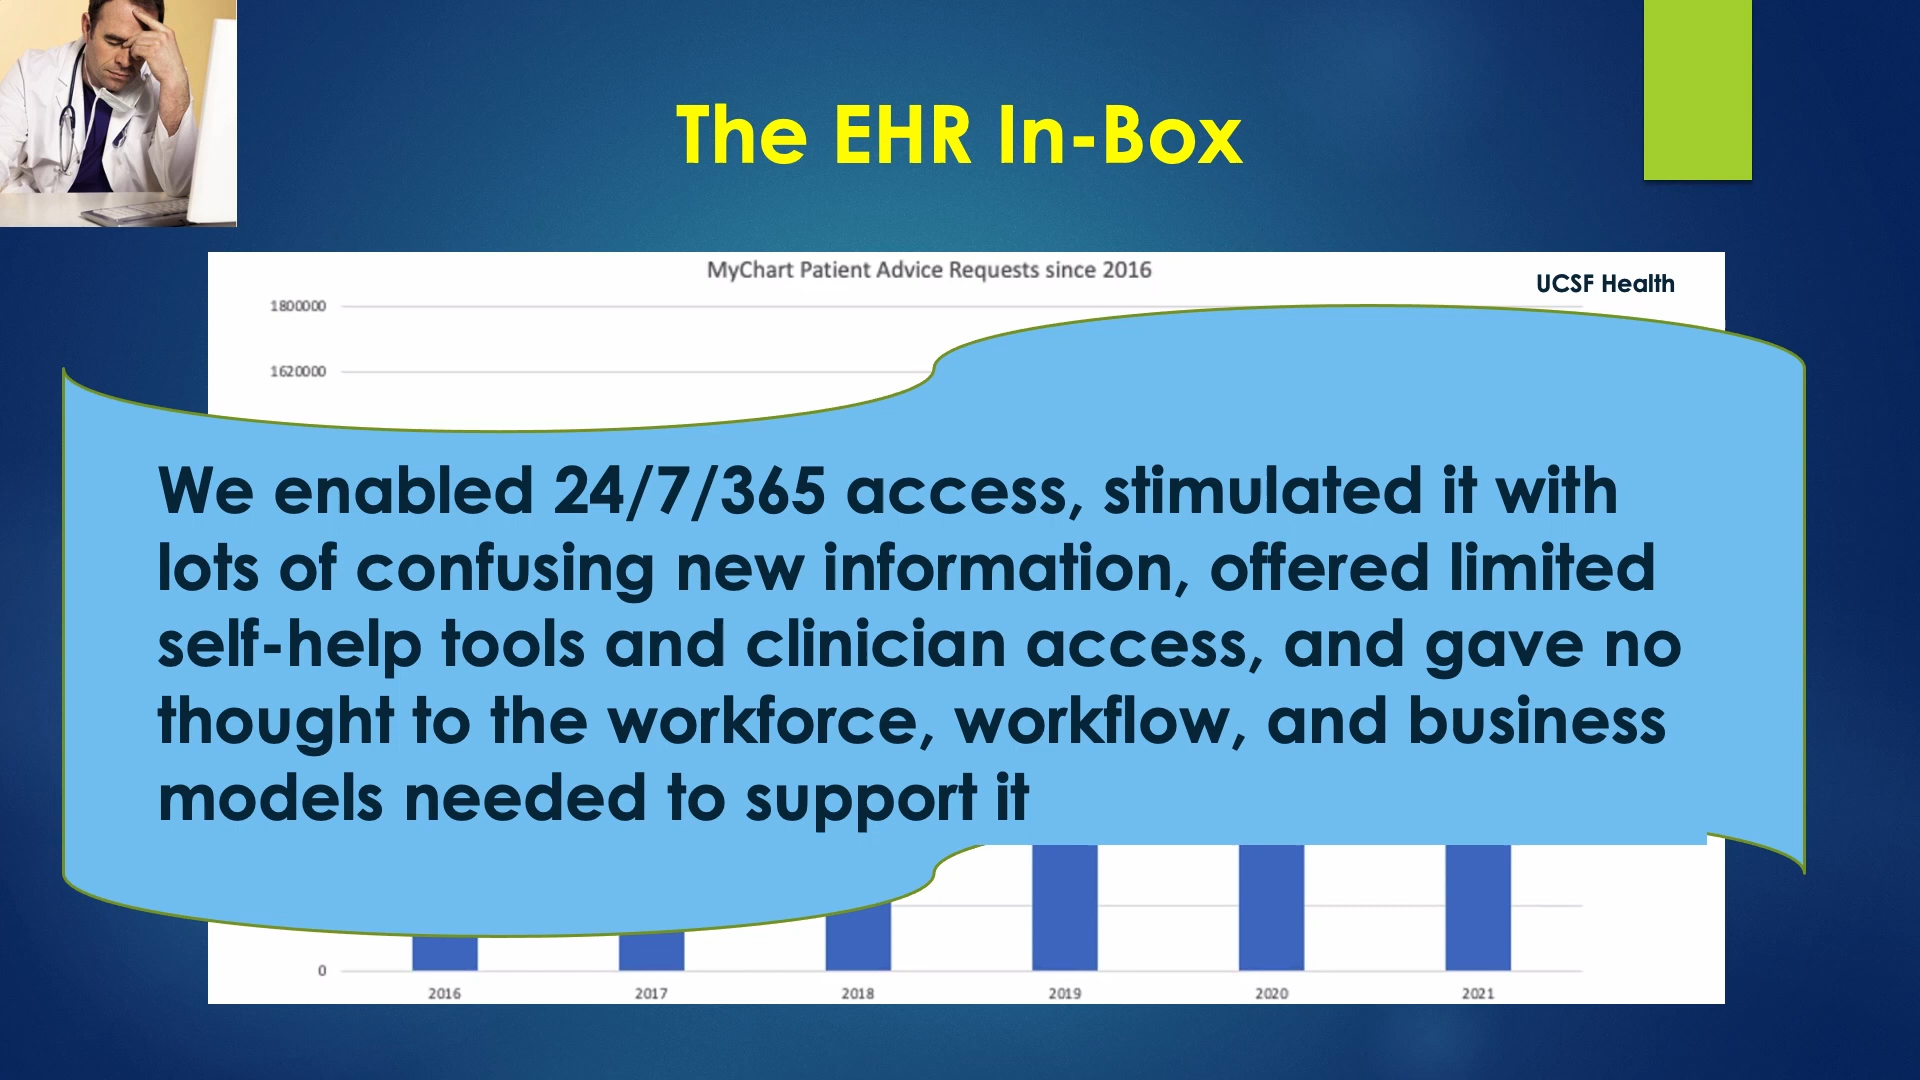 The EHR In-Box
MyChart Patient Advice Requests since 2016
UCSF Health
1800000
1620000
We enabled 24/7/365 access, stimulated it with
lots of confusing new information, offered limited
self-help tools and clinician access, and gave no
thought to the workforce, workflow, and business
models needed to support it
0
2016 2017 2018 2019 2020 2021